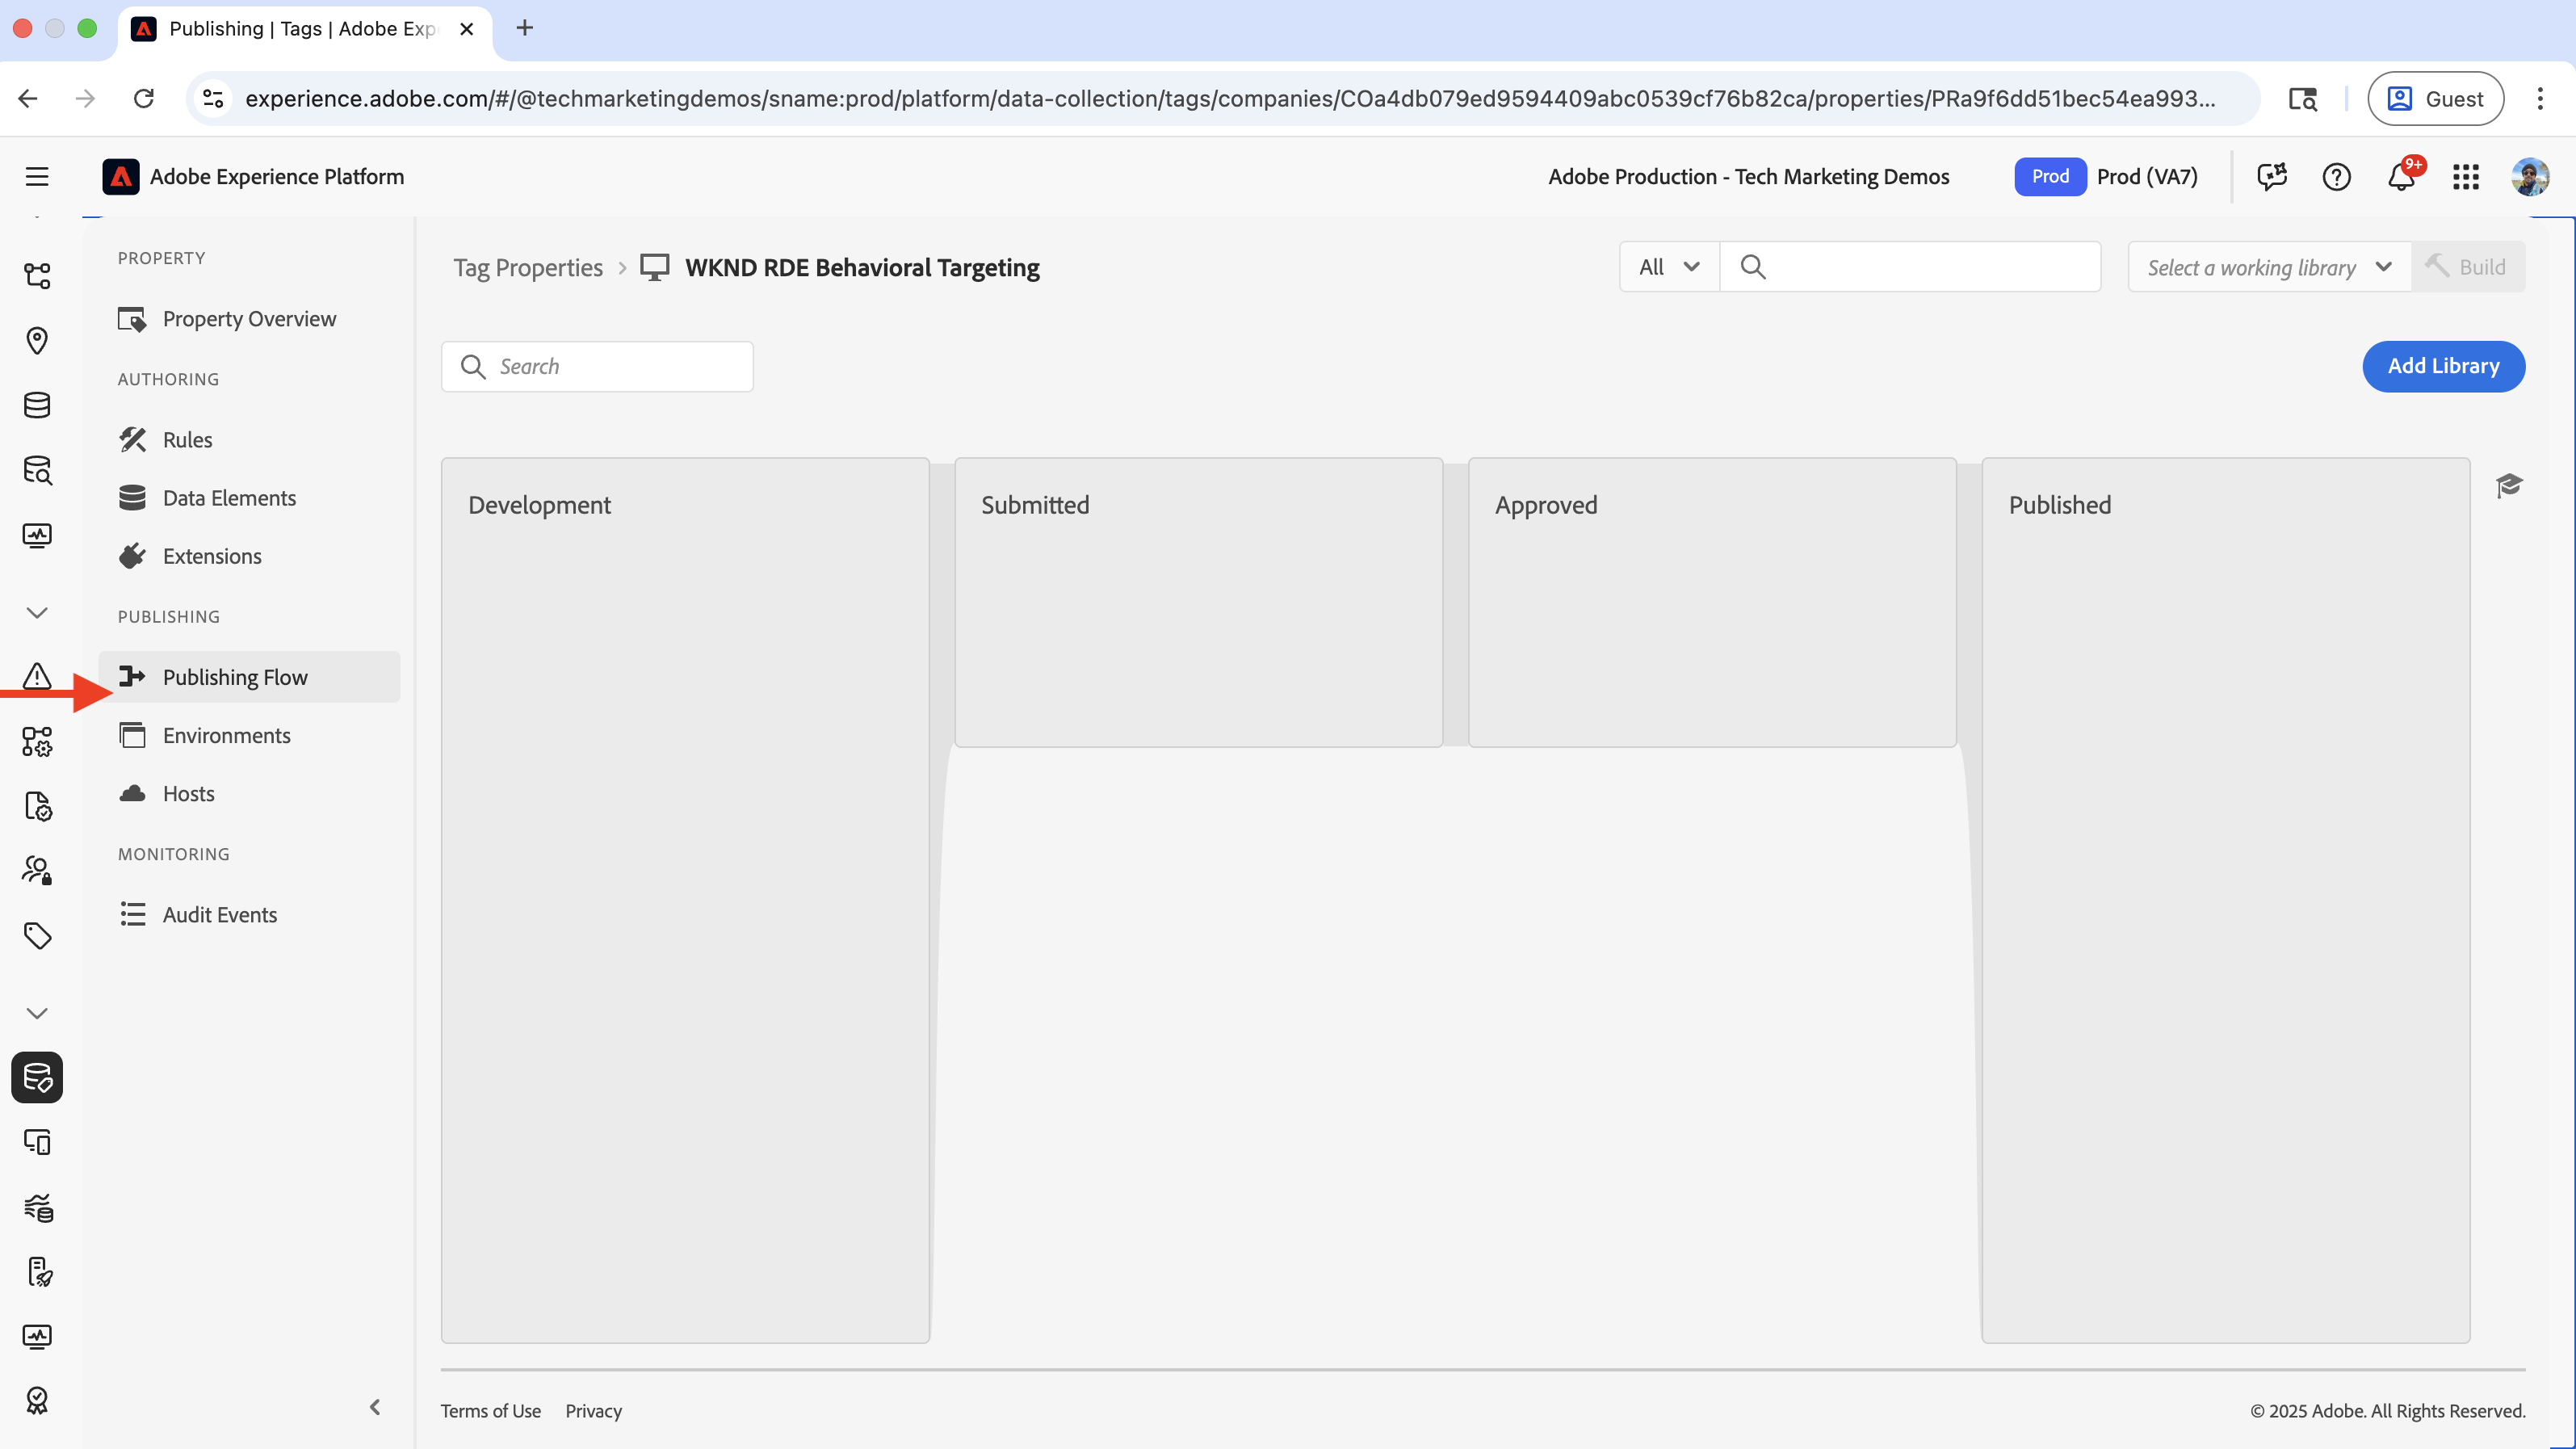 Publishing | Tags | Adobe Exp
experience.adobe.com/#/@techmarketingdemos/sname:prod/platform/data-collection/tags/companies/COa4db079ed9594409abc0539cf76b82ca/properties/PRa9f6dd51bec54ea993...
Guest
Adobe Experience Platform
Adobe Production - Tech Marketing Demos
Prod
Prod (VA7)
9+
PROPERTY
Property Overview
AUTHORING
Rules
Data Elements
Extensions
PUBLISHING
Publishing Flow
Environments
Hosts
MONITORING
Audit Events
Tag Properties
WKND RDE Behavioral Targeting
All
Select a working library
Build
Search
Add Library
Development
Submitted
Approved
Published
Terms of Use
Privacy
© 2025 Adobe. All Rights Reserved.